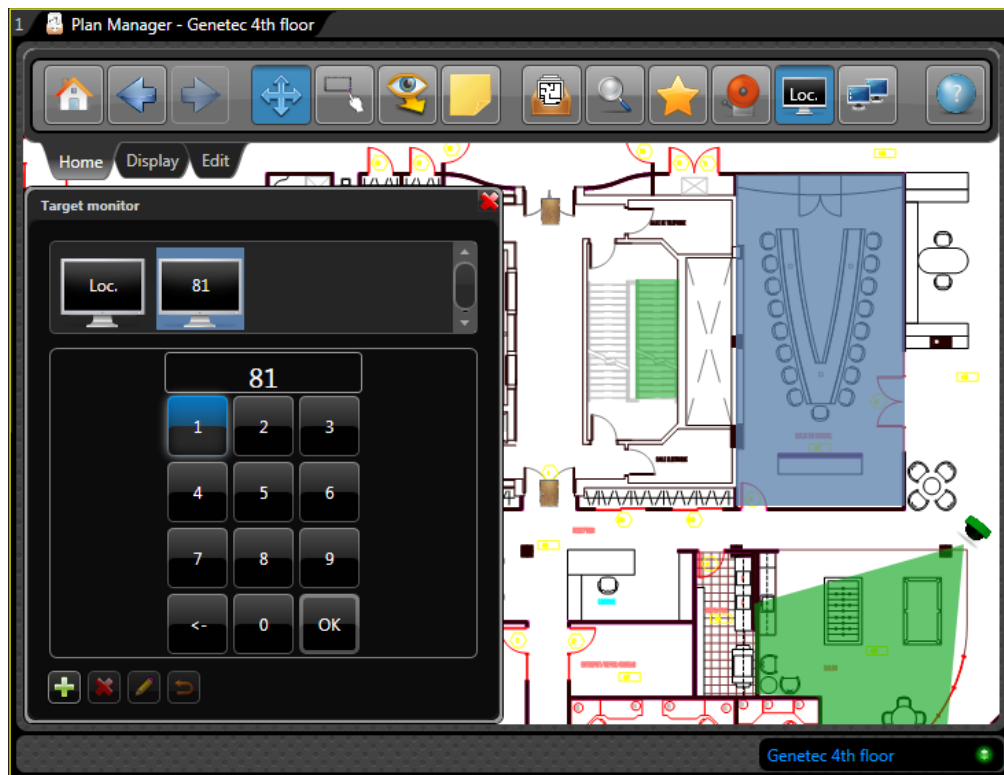 1 Plan Manager - Genetec 4th floor
Loc.
Home Display Edit
Target monitor
Loc. 81
81
1 2 3
4 5 6
7 8 9
<- 0 OK
Genetec 4th floor